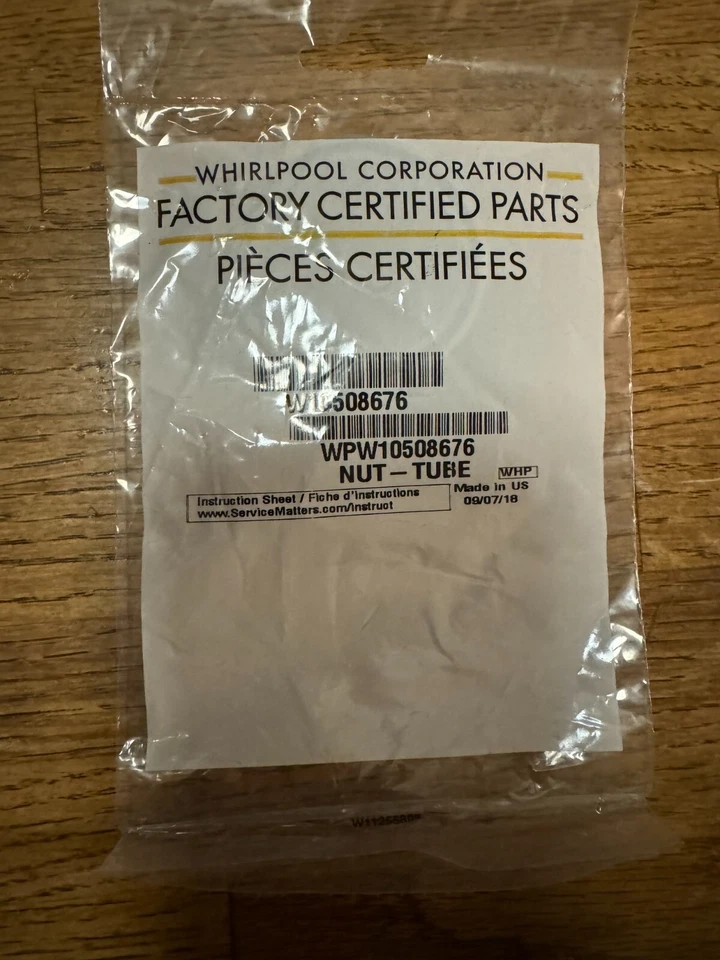 WHIRLPOOL CORPORATION
FACTORY CERTIFIED PARTS
PIÈCES CERTIFIÉES
W10508676
WPW10508676
NUT-TUBE WHP
Instruction Sheet / Fiche d'instructions
www.ServiceMatters.com/instruct
Made in US
09/07/18